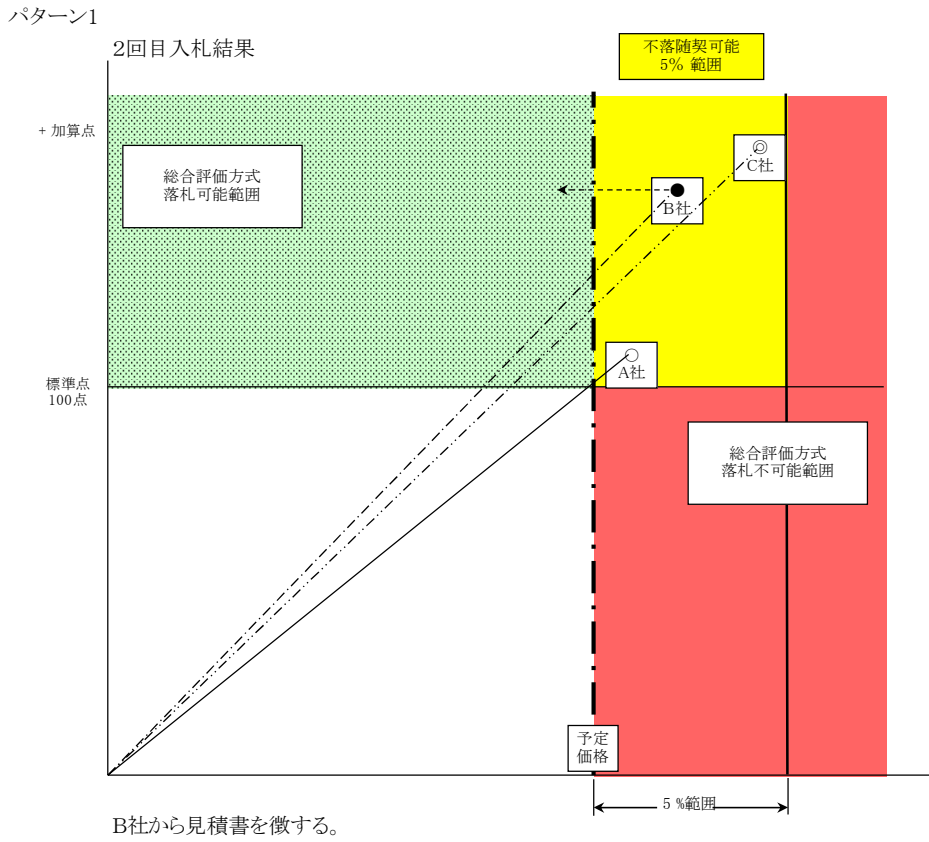 パターン1
2回目入札結果
不落随契可能
5% 範囲
+ 加算点
総合評価方式
落札可能範囲
C社
B社
A社
標準点
100点
総合評価方式
落札不可能範囲
予定
価格
5 %範囲
B社から見積書を徴する。